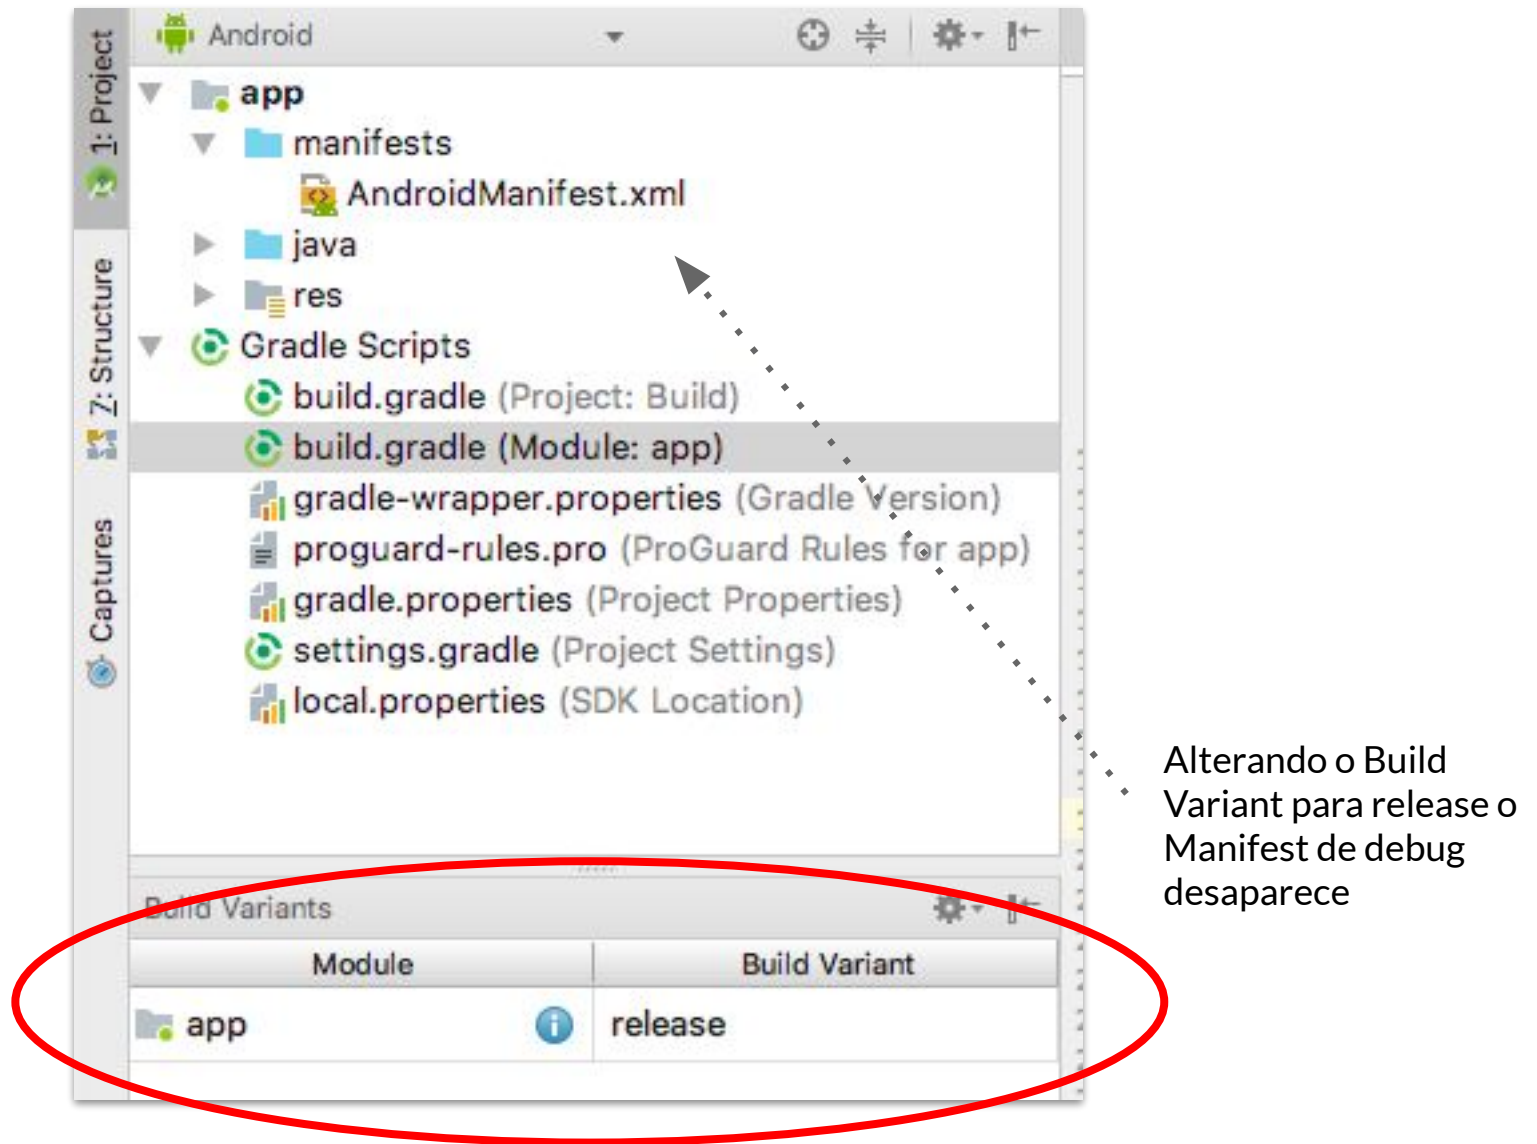 1: Project
7: Structure
Captures
Android
app
manifests
AndroidManifest.xml
java
res
Gradle Scripts
build.gradle (Project: Build)
build.gradle (Module: app)
gradle-wrapper.properties (Gradle Version)
proguard-rules.pro (ProGuard Rules for app)
gradle.properties (Project Properties)
settings.gradle (Project Settings)
local.properties (SDK Location)
Alterando o Build
Variant para release o
Manifest de debug
desaparece
Build Variants
Module Build Variant
app release